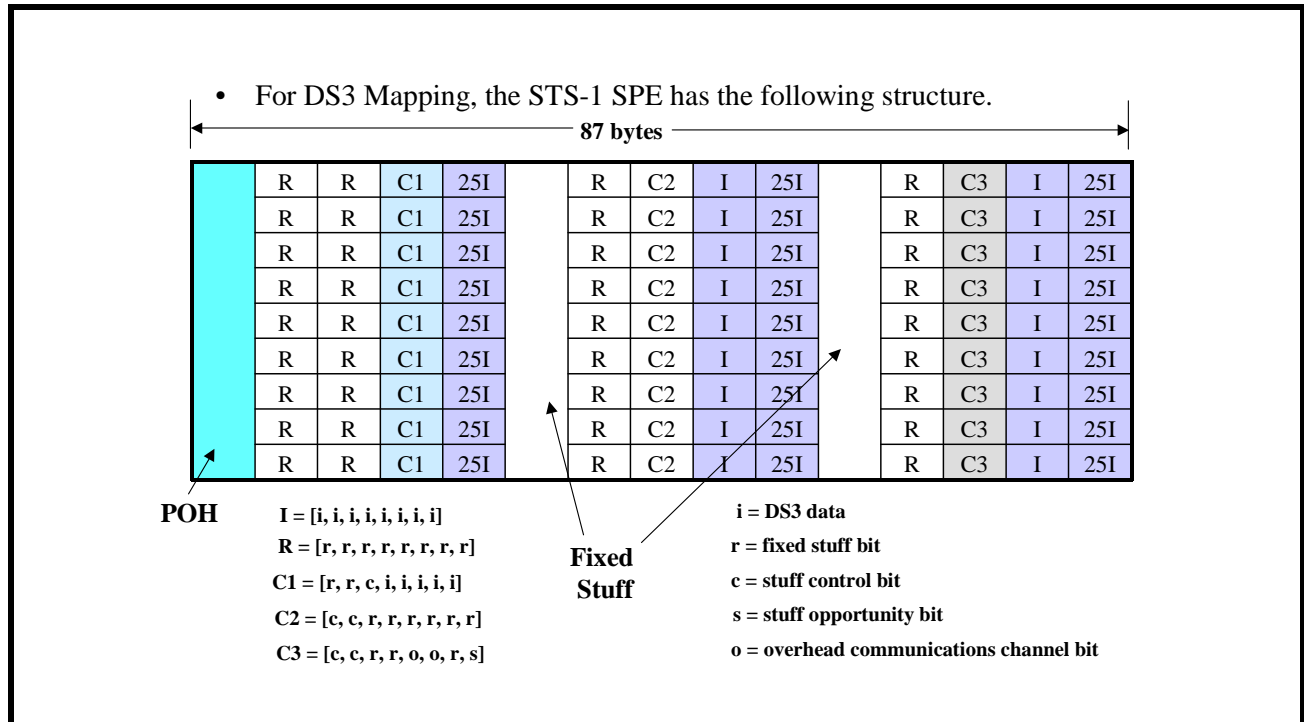 • For DS3 Mapping, the STS-1 SPE has the following structure.
87 bytes
R R C1 25I R C2 I 25I R C3 I 25I
R R C1 25I R C2 I 25I R C3 I 25I
R R C1 25I R C2 I 25I R C3 I 25I
R R C1 25I R C2 I 25I R C3 I 25I
R R C1 25I R C2 I 25I R C3 I 25I
R R C1 25I R C2 I 25I R C3 I 25I
R R C1 25I R C2 I 25I R C3 I 25I
R R C1 25I R C2 I 25I R C3 I 25I
R R C1 25I R C2 I 25I R C3 I 25I
POH
I = [i, i, i, i, i, i, i, i]
R = [r, r, r, r, r, r, r, r]
C1 = [r, r, c, i, i, i, i, i]
C2 = [c, c, r, r, r, r, r, r]
C3 = [c, c, r, r, o, o, r, s]
Fixed
Stuff
i = DS3 data
r = fixed stuff bit
c = stuff control bit
s = stuff opportunity bit
o = overhead communications channel bit